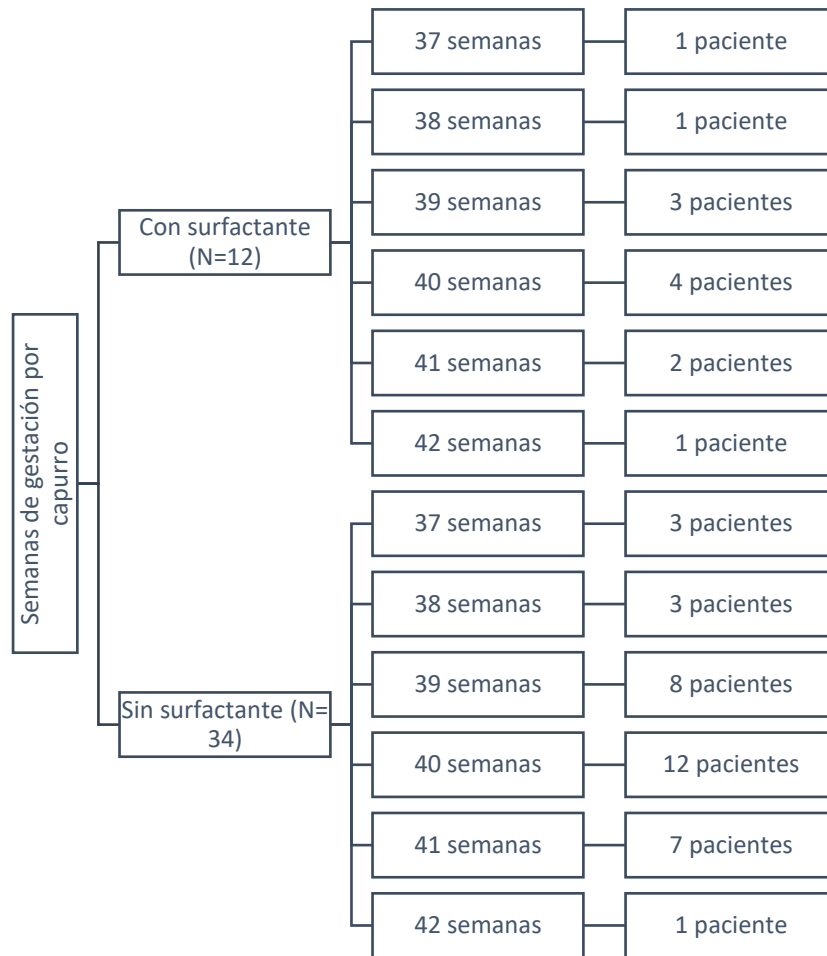 Semanas de gestación por
capurro
Con surfactante
(N=12)
37 semanas
1 paciente
38 semanas
1 paciente
39 semanas
3 pacientes
40 semanas
4 pacientes
41 semanas
2 pacientes
42 semanas
1 paciente
Sin surfactante (N=
34)
37 semanas
3 pacientes
38 semanas
3 pacientes
39 semanas
8 pacientes
40 semanas
12 pacientes
41 semanas
7 pacientes
42 semanas
1 paciente